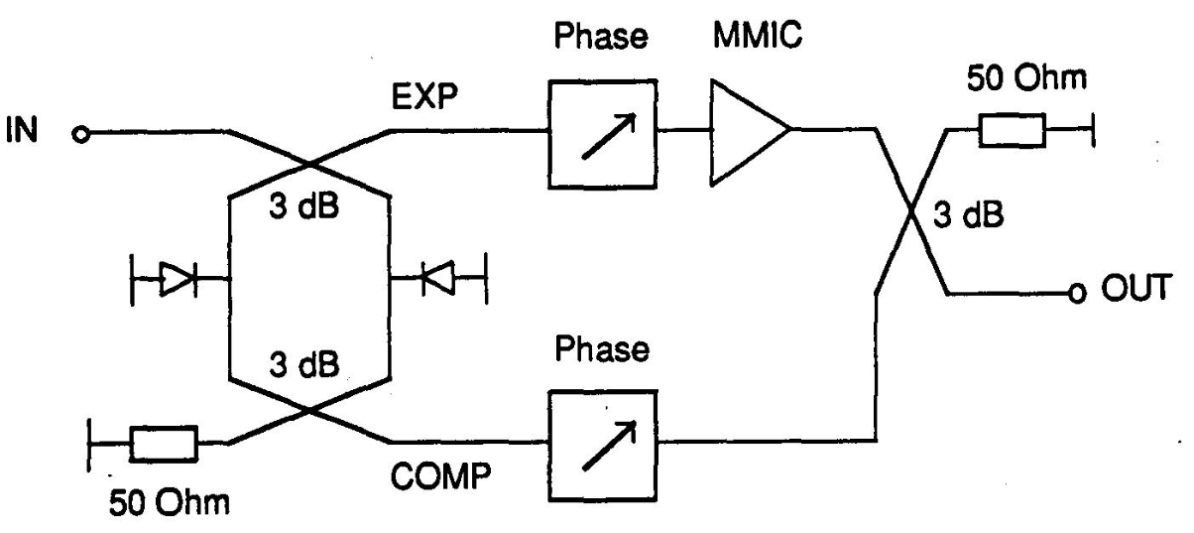 Phase
MMIC
50 Ohm
EXP
IN
3 dB
3 dB
OUT
3 dB
Phase
COMP
50 Ohm